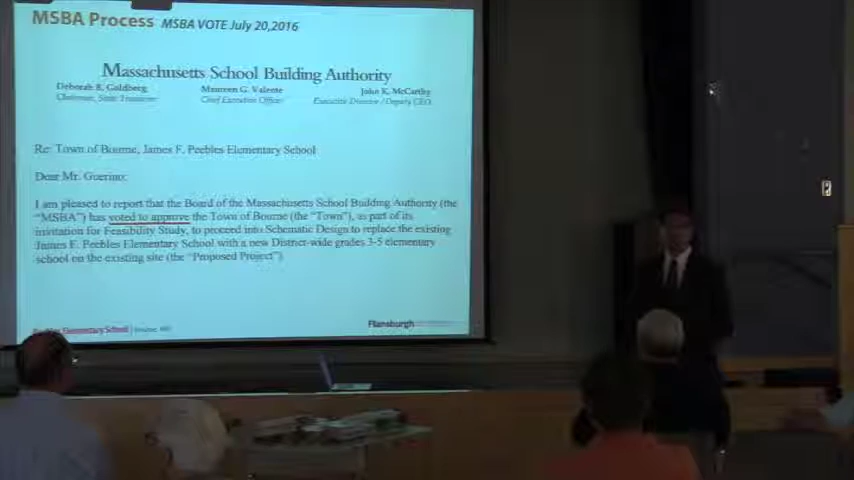 MSBA Process MSBA VOTE July 20,2016
Massachusetts School Building Authority
Deborah B. Goldberg Maureen G. Valente John K. McCarthy
Chairman, State Treasurer Chief Executive Officer Executive Director / Deputy CEO
Re: Town of Bourne, James F. Peebles Elementary School
Dear Mr. Guerino:
I am pleased to report that the Board of the Massachusetts School Building Authority (the
"MSBA") has voted to approve the Town of Bourne (the "Town"), as part of its
invitation for Feasibility Study, to proceed into Schematic Design to replace the existing
James F. Peebles Elementary School with a new District-wide grades 3-5 elementary
school on the existing site (the "Proposed Project")
Peebles Elementary School | Bourne, MA Flansburgh